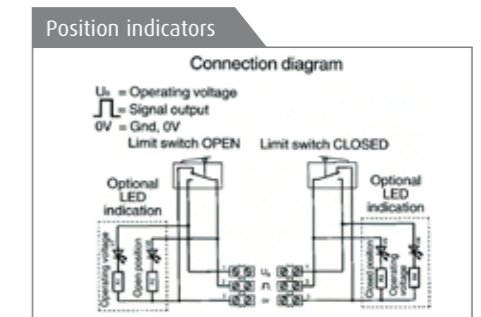 Position indicators
Connection diagram
Uь = Operating voltage
= Signal output
0V = Gnd, 0V
Limit switch OPEN
Limit switch CLOSED
Optional
LED
indication
Optional
LED
indication
Operating voltage
Open position
Closed position
Operating
voltage